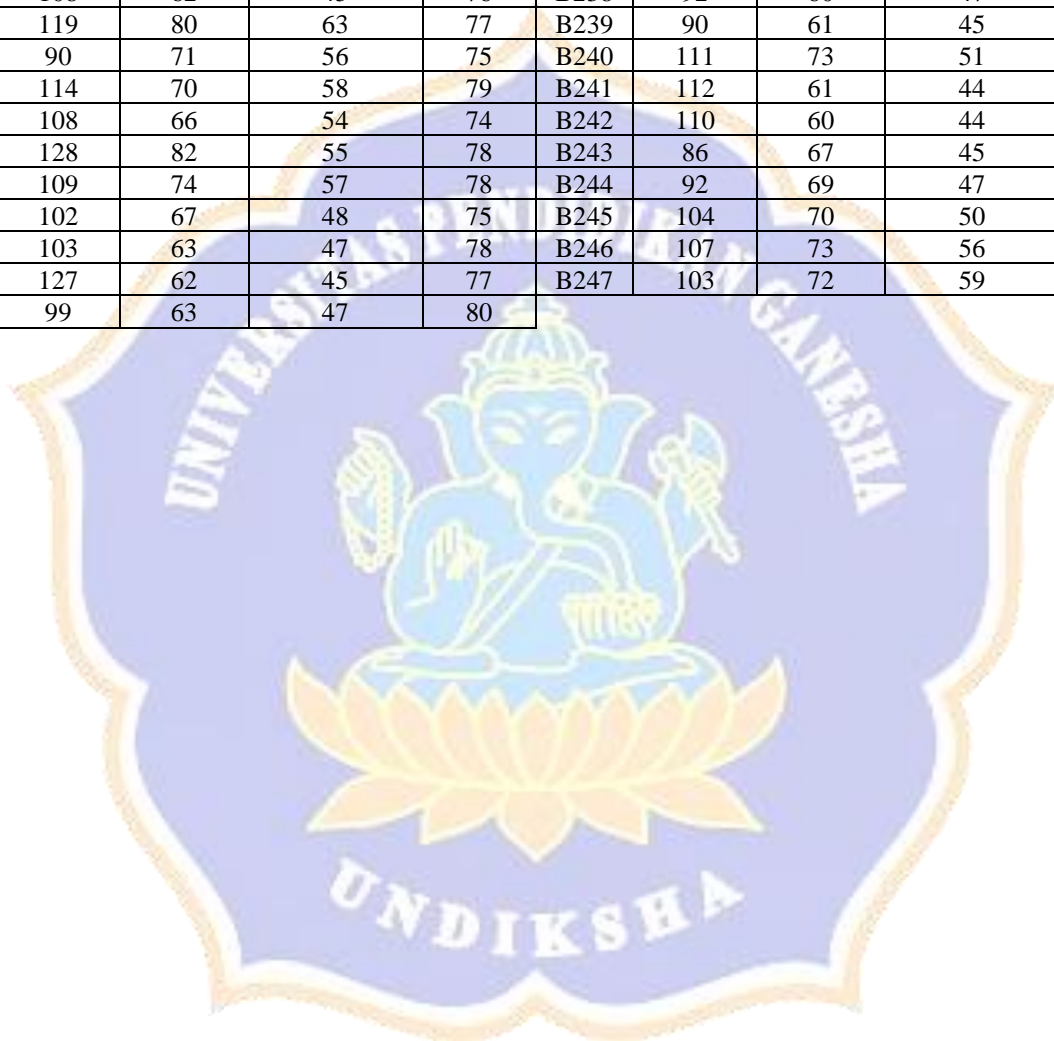 119 80 63 77 B239 90 61 45
90 71 56 75 B240 111 73 51
114 70 58 79 B241 112 61 44
108 66 54 74 B242 110 60 44
128 82 55 78 B243 86 67 45
109 74 57 78 B244 92 69 47
102 67 48 75 B245 104 70 50
103 63 47 78 B246 107 73 56
127 62 45 77 B247 103 72 59
99 63 47 80
UNIVERSITAS PENDIDIKAN GANESHA
UNDIKSHA